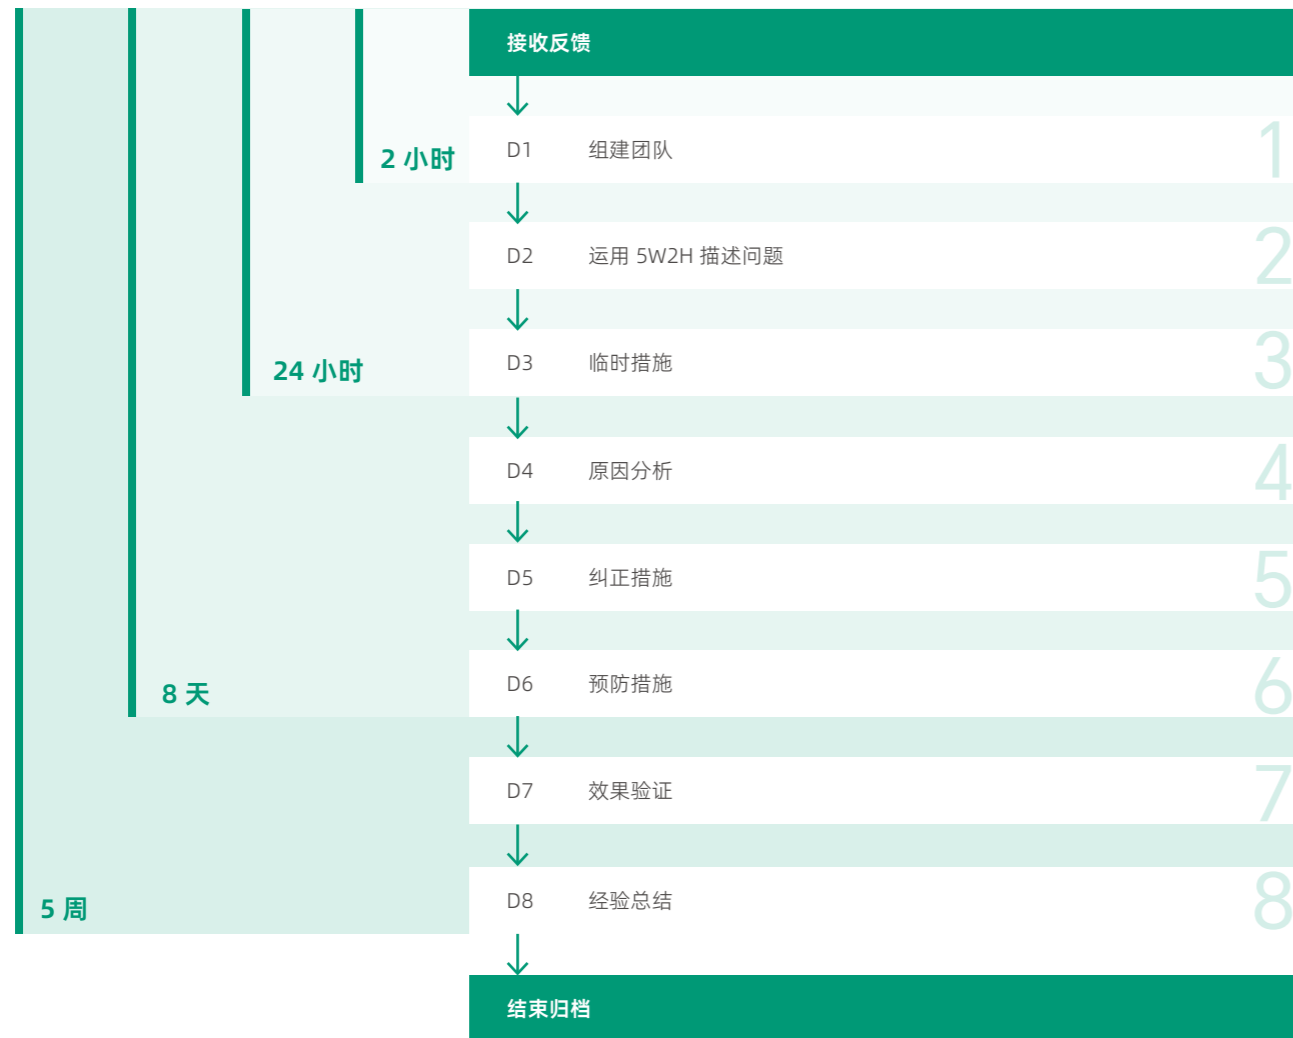 接收反馈
2 小时
D1 组建团队 1
D2 运用 5W2H 描述问题 2
24 小时
D3 临时措施 3
D4 原因分析 4
D5 纠正措施 5
8 天
D6 预防措施 6
D7 效果验证 7
5 周
D8 经验总结 8
结束归档